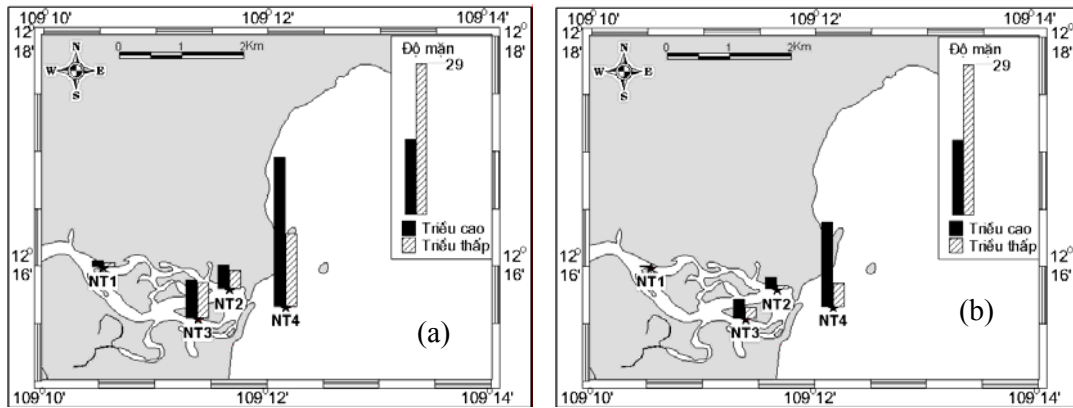 109° 10' 109° 12' 109° 14'
12° 18'
12° 18'
0 1 2Km
N
W E
S
Độ mặn
29
Triều cao
Triều thấp
12° 16'
12° 16'
NT1
NT2
NT3
NT4
(a)
109° 10' 109° 12' 109° 14'
109° 10' 109° 12' 109° 14'
12° 18'
12° 18'
0 1 2Km
N
W E
S
Độ mặn
29
Triều cao
Triều thấp
12° 16'
12° 16'
NT1
NT2
NT3
NT4
(b)
109° 10' 109° 12' 109° 14'